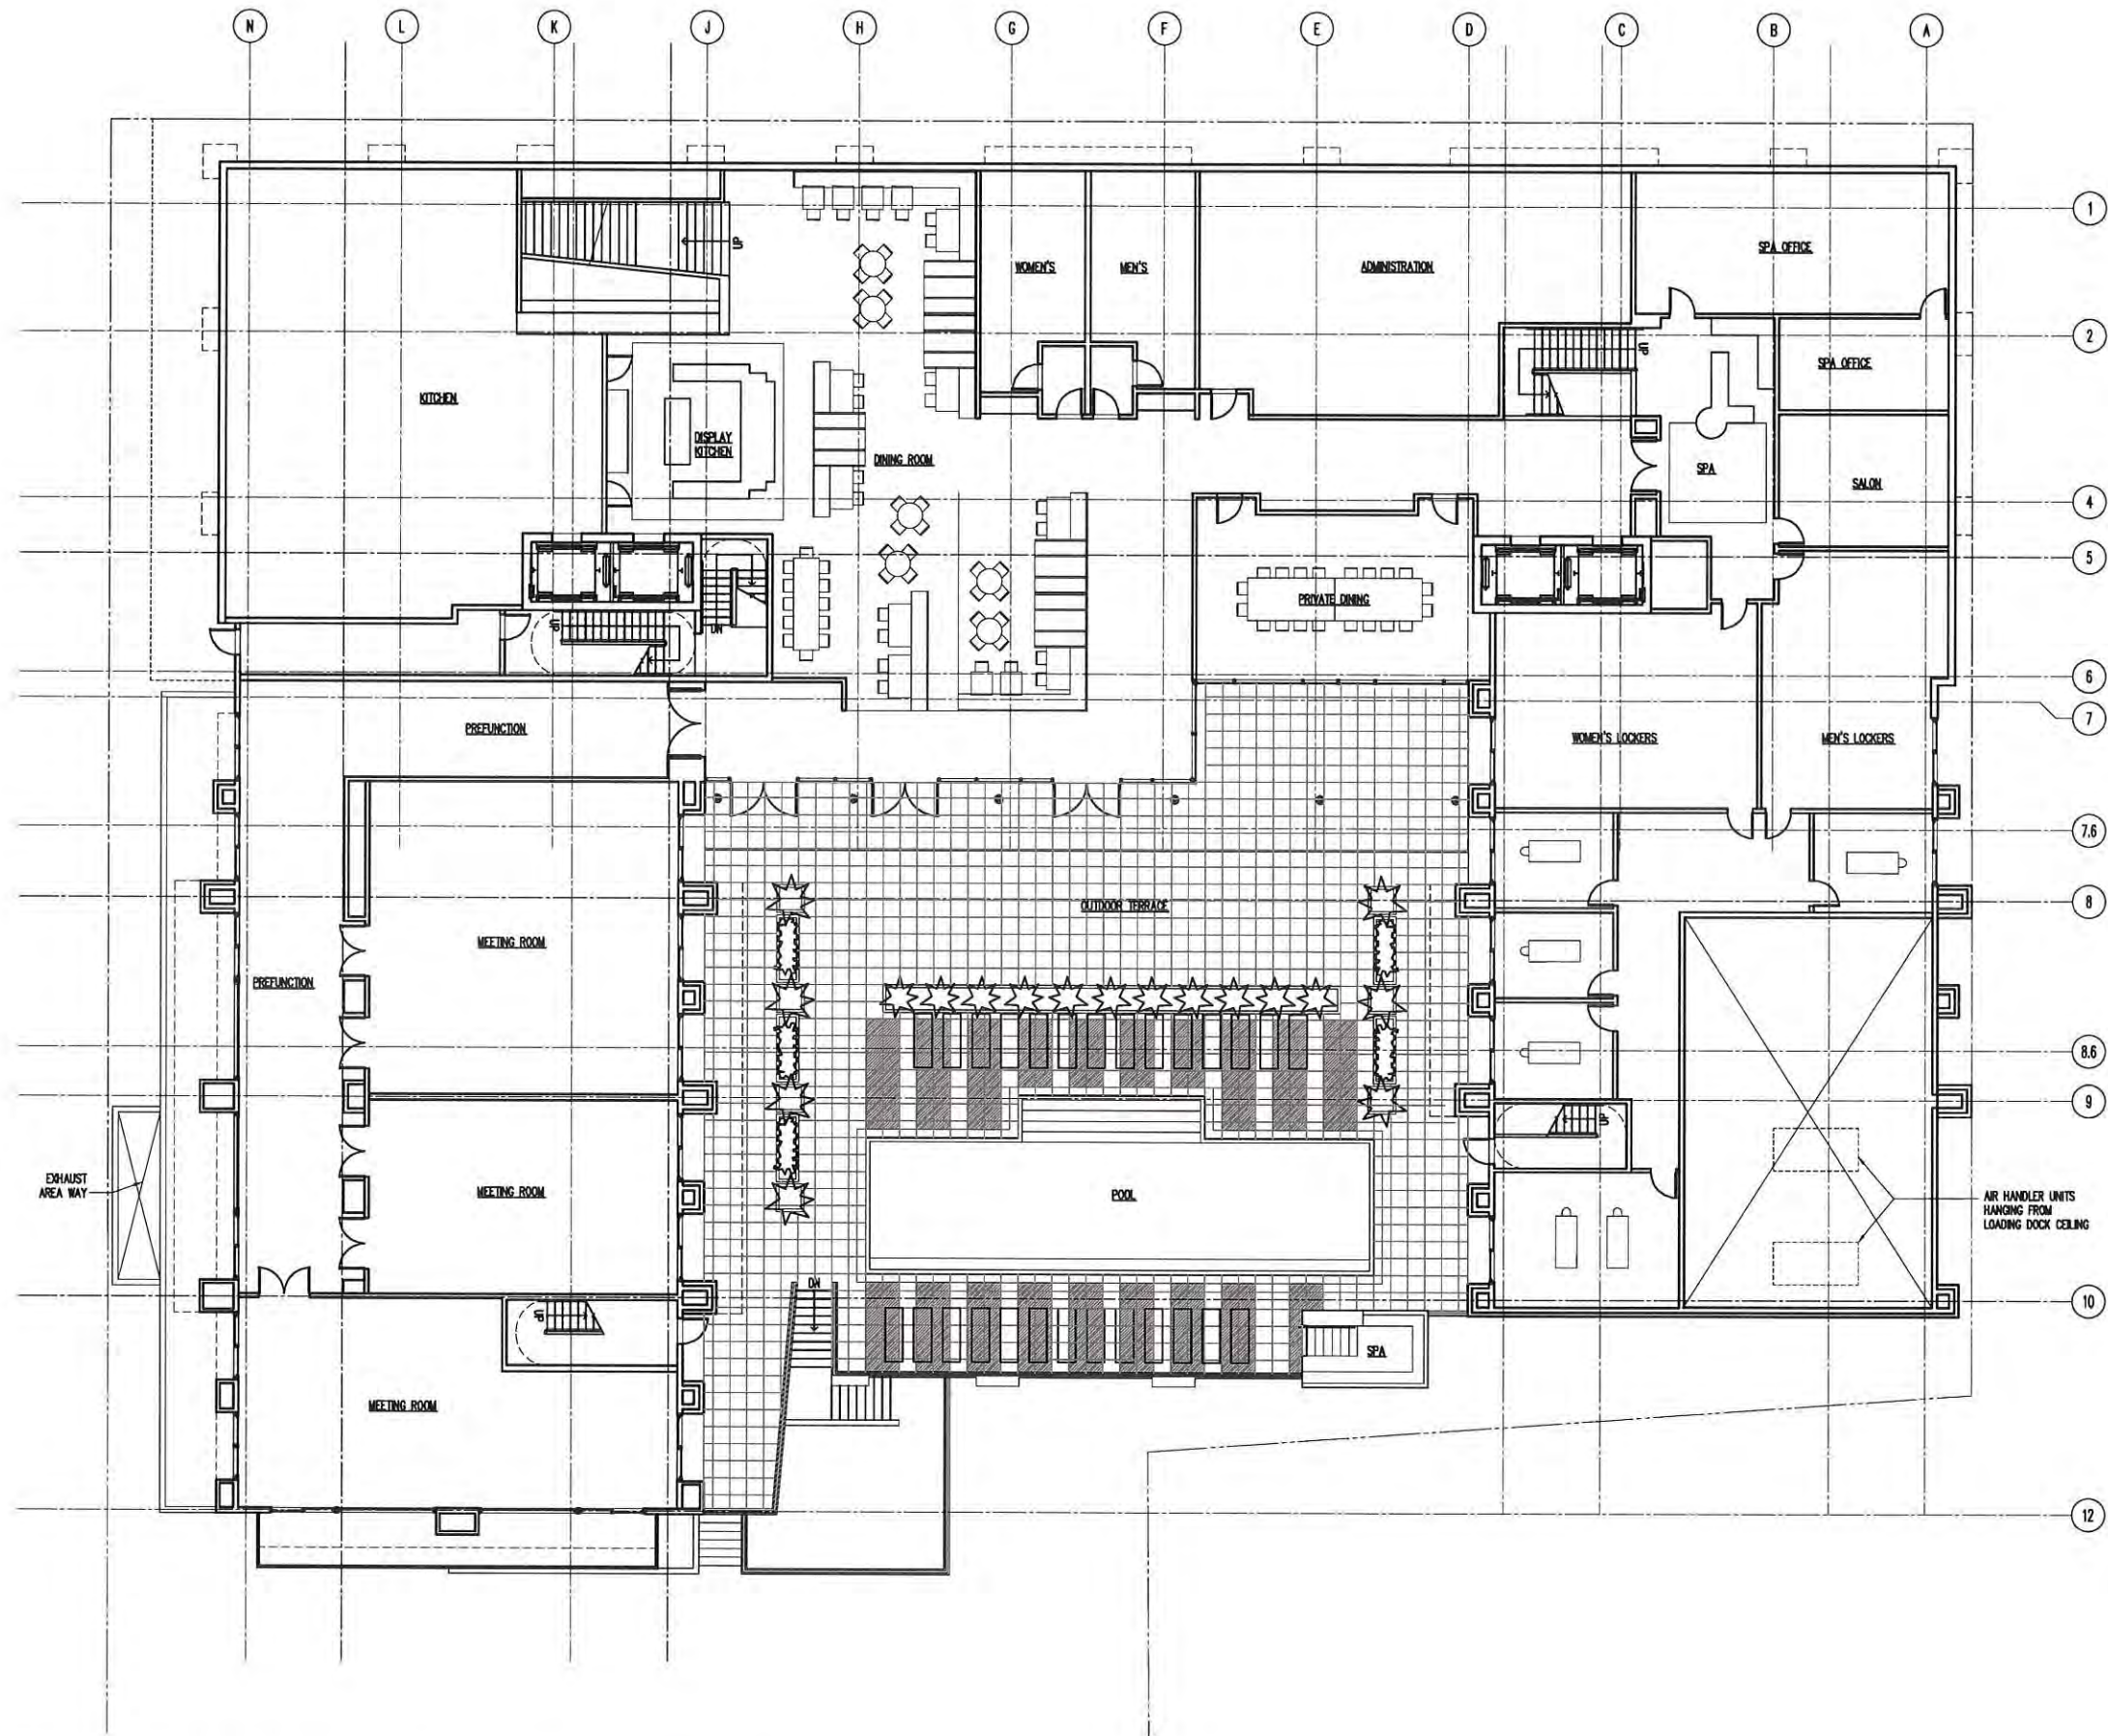 N L K J H G F E D C B A
1
SPA OFFICE
WOMEN'S MEN'S ADMINISTRATION
UP
2
UP
SPA OFFICE
KITCHEN
DISPLAY
KITCHEN
DINING ROOM
SPA
SALON
4
5
PRIVATE DINING
UP
DN
6
7
PREFUNCTION
WOMEN'S LOCKERS
MEN'S LOCKERS
7.6
8
OUTDOOR TERRACE
MEETING ROOM
PREFUNCTION
8.6
9
UP
EXHAUST
AREA WAY
MEETING ROOM
POOL
AIR HANDLER UNITS
HANGING FROM
LOADING DOCK CEILING
DN
10
UP
SPA
MEETING ROOM
12